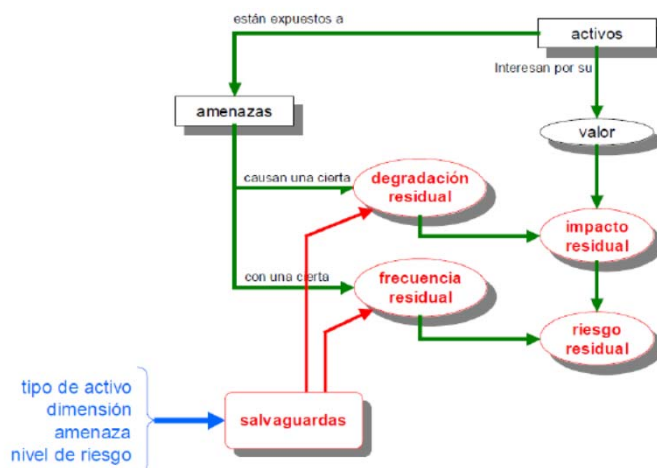 están expuestos a
activos
Interesan por su
amenazas
valor
causan una cierta
degradación
residual
impacto
residual
con una cierta
frecuencia
residual
riesgo
residual
tipo de activo
dimensión
amenaza
nivel de riesgo
salvaguardas